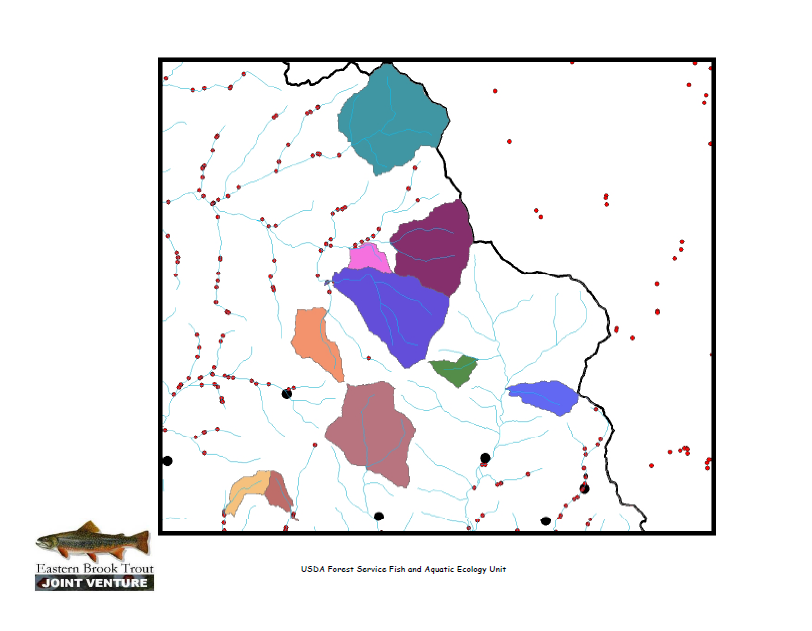 Eastern Brook Trout
JOINT VENTURE
USDA Forest Service Fish and Aquatic Ecology Unit